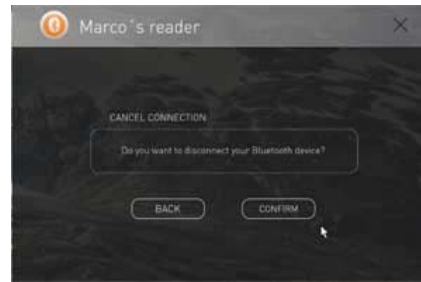 Marco´s reader
CANCEL CONNECTION
Do you want to disconnect your Bluetooth device?
BACK
CONFIRM